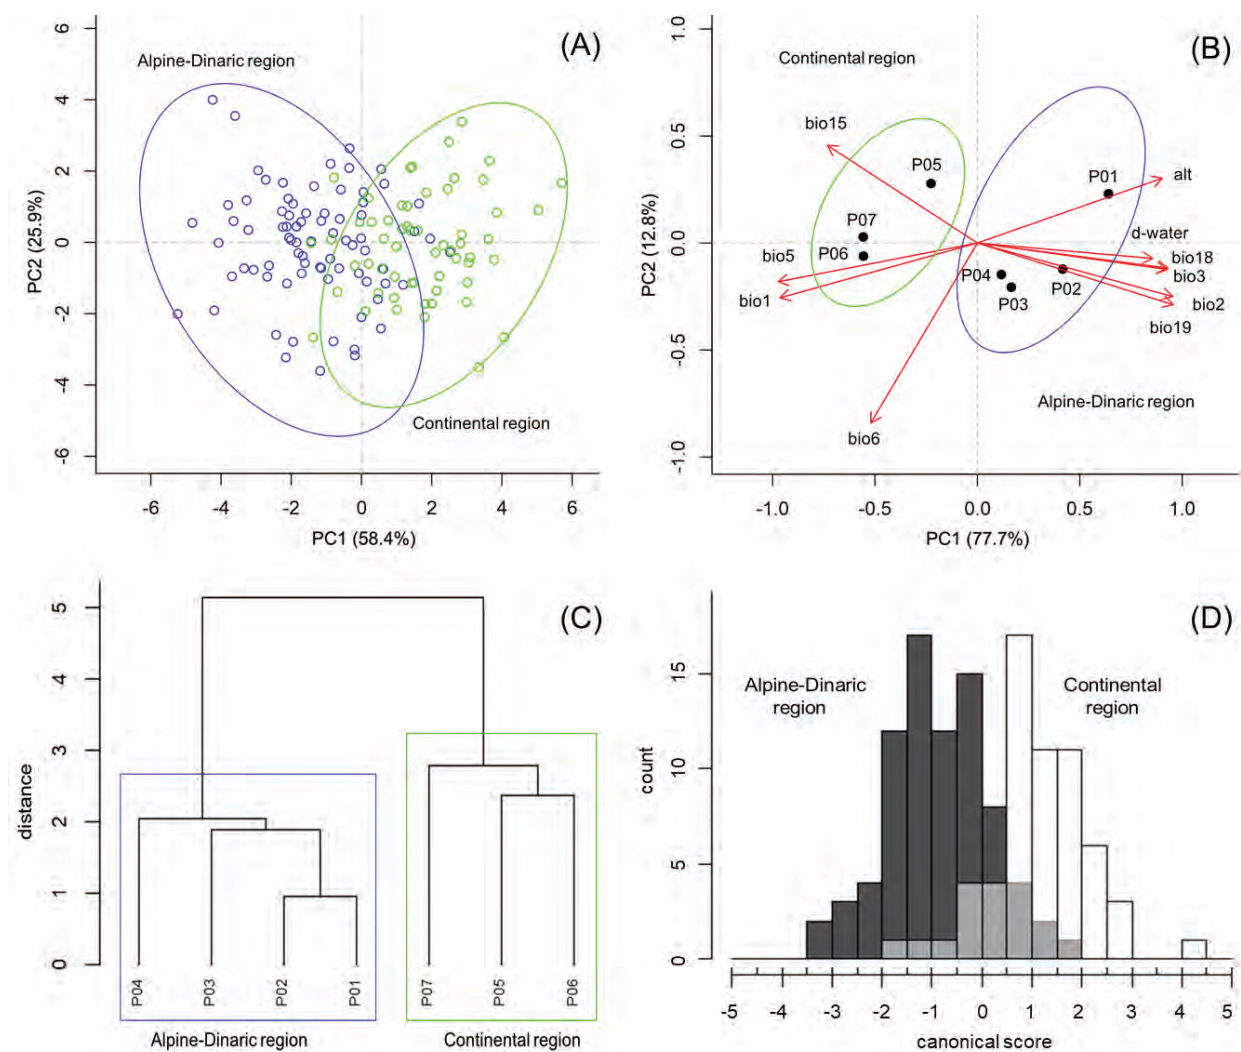 (A)
Alpine-Dinaric region
Continental region
6
4
2
0
-2
-4
-6
PC2 (25.9%)
-6 -4 -2 0 2 4 6
PC1 (58.4%)
(B)
Continental region
bio15
P05
P01
alt
P07
d-water
bio5
P06
P04
bio18
bio3
bio1
P03
P02
bio2
bio19
Alpine-Dinaric region
bio6
1.0
0.5
0.0
-0.5
-1.0
PC2 (12.8%)
-1.0 -0.5 0.0 0.5 1.0
PC1 (77.7%)
(C)
5
4
3
2
1
0
distance
P04 P03 P02 P01 P07 P05 P06
Alpine-Dinaric region
Continental region
(D)
Alpine-Dinaric
region
Continental
region
15
10
5
0
count
-5 -4 -3 -2 -1 0 1 2 3 4 5
canonical score